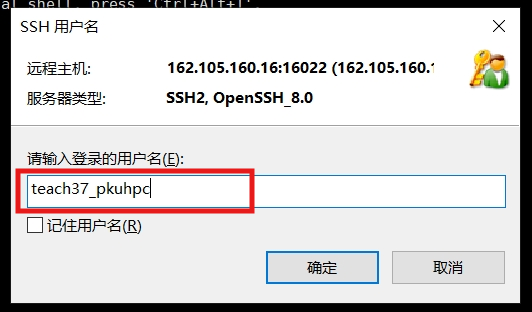 al shell, press 'Ctrl+Alt+]'.
SSH 用户名
远程主机:
162.105.160.16:16022 (162.105.160.1
服务器类型:
SSH2, OpenSSH_8.0
请输入登录的用户名(E):
teach37_pkuhpc
记住用户名(R)
确定
取消